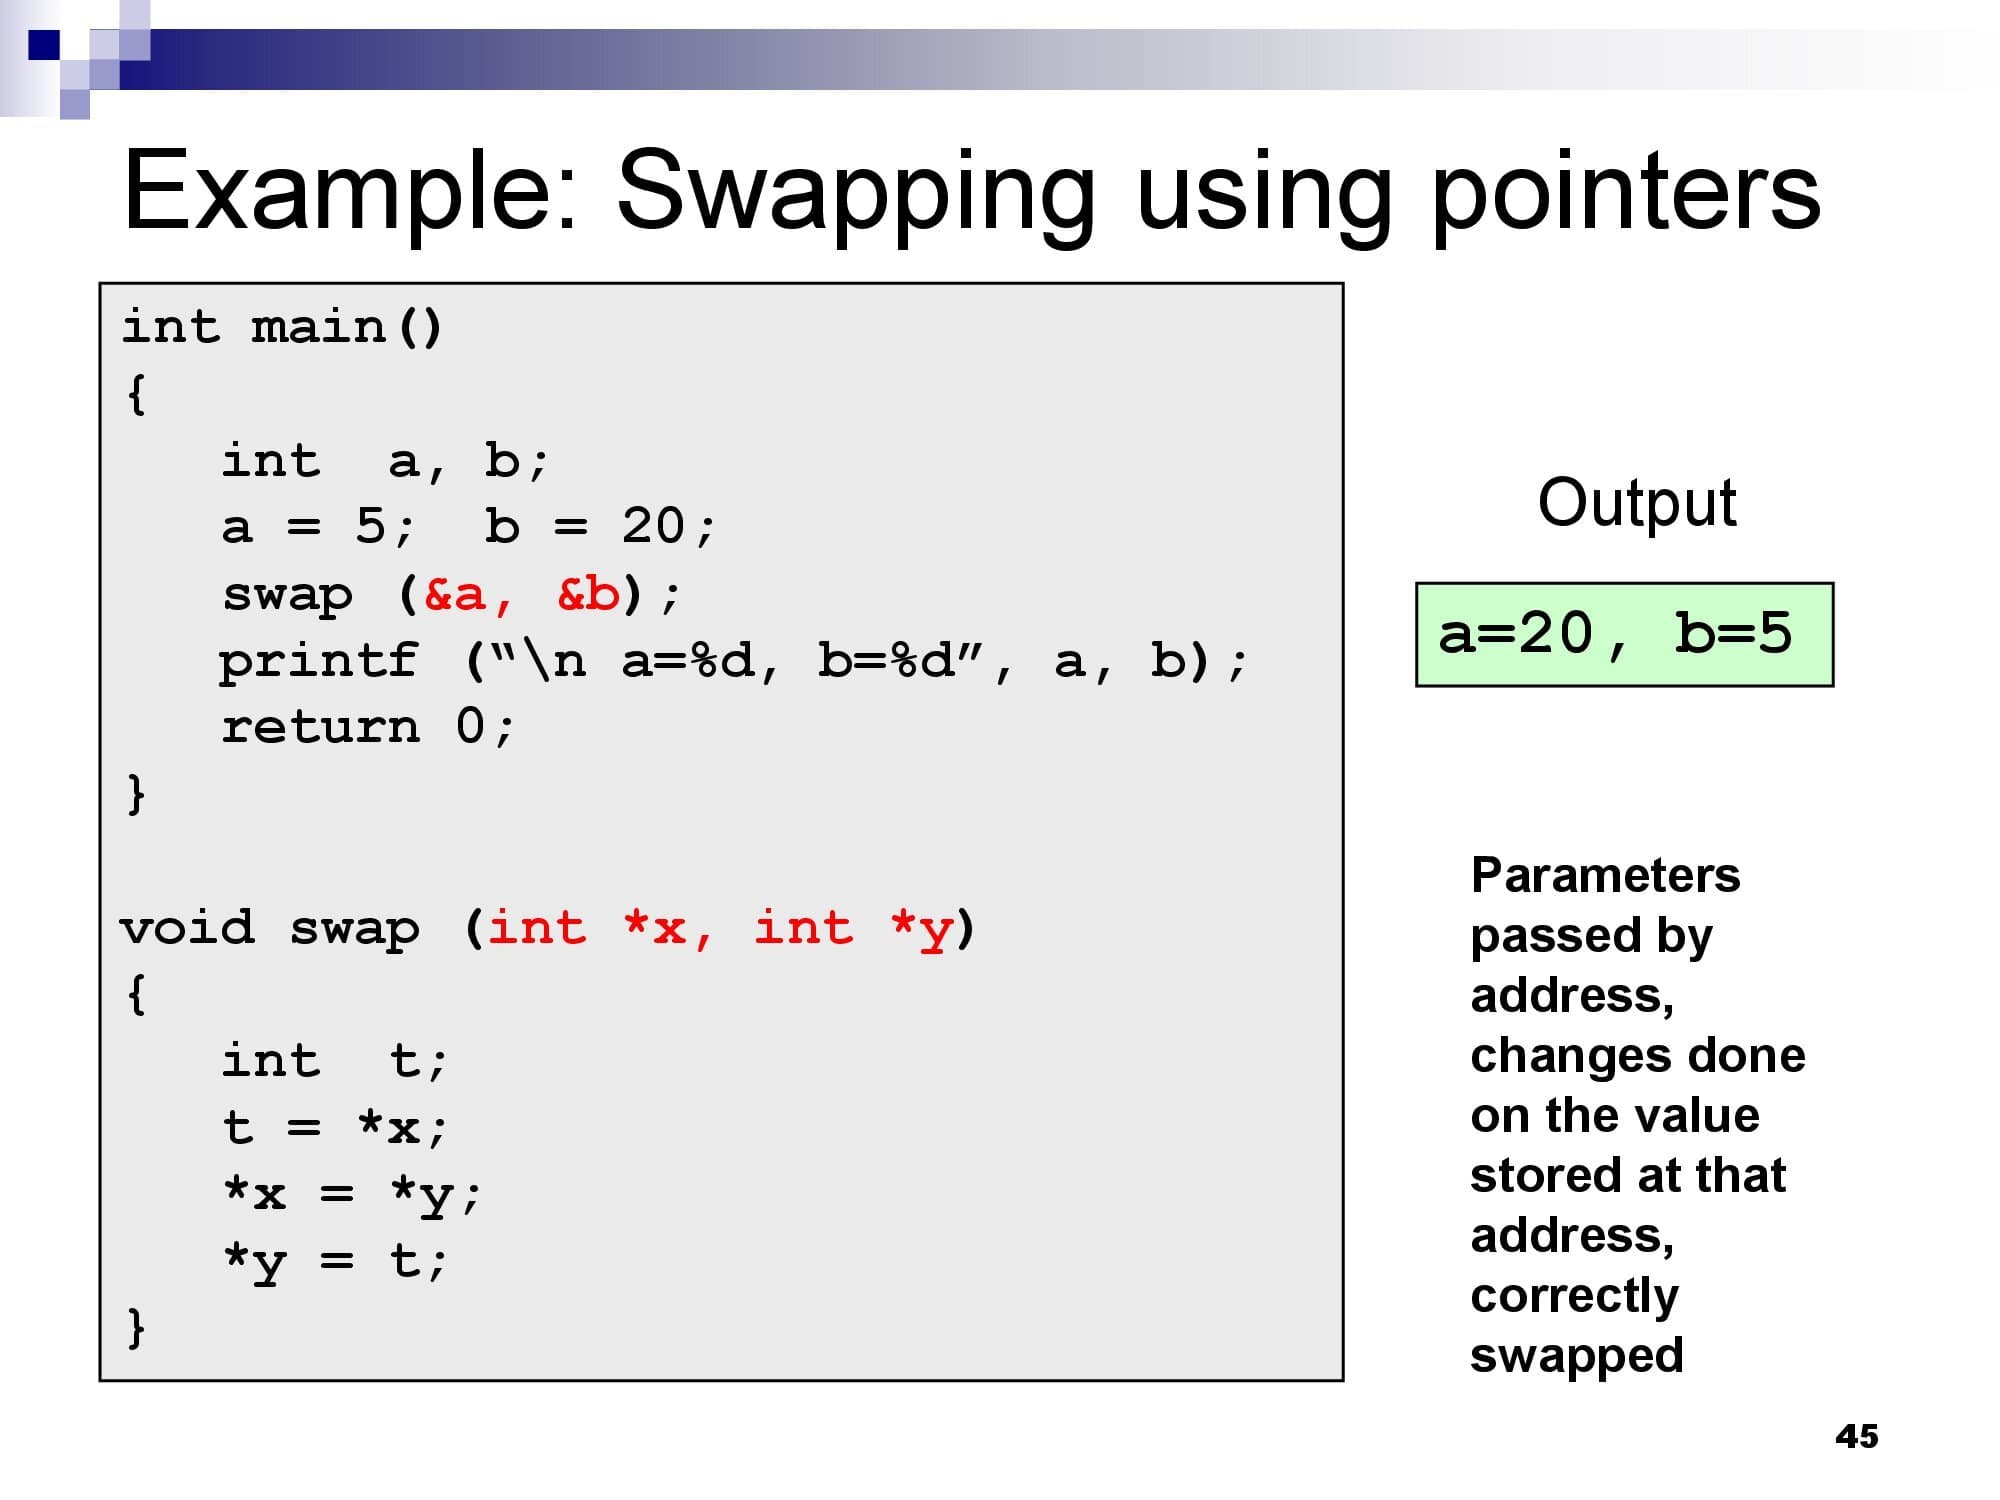 Example: Swapping using pointers
int main()
{
int  a, b;
a = 5;  b = 20;
swap (&a, &b);
printf (“\n a=%d, b=%d”, a, b);
return 0;
}
void swap (int *x, int *y)
{
int  t;
t = *x;
*x = *y;
*y = t;
}
Output
a=20, b=5
Parameters
passed by
address,
changes done
on the value
stored at that
address,
correctly
swapped
45